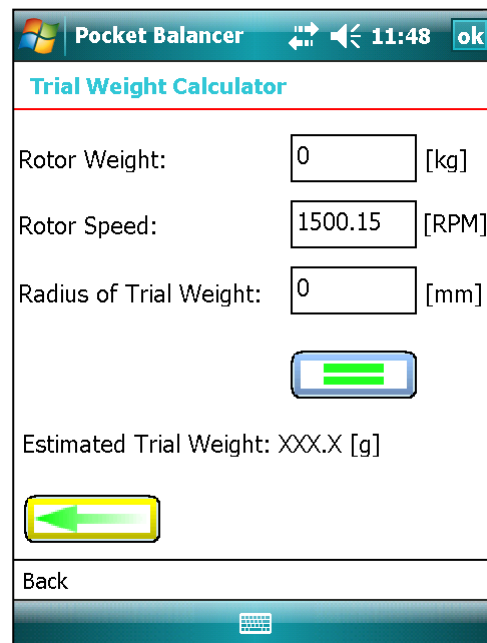 Pocket Balancer 11:48 ok
Trial Weight Calculator
Rotor Weight: 0 [kg]
Rotor Speed: 1500.15 [RPM]
Radius of Trial Weight: 0 [mm]
Estimated Trial Weight: XXX.X [g]
Back